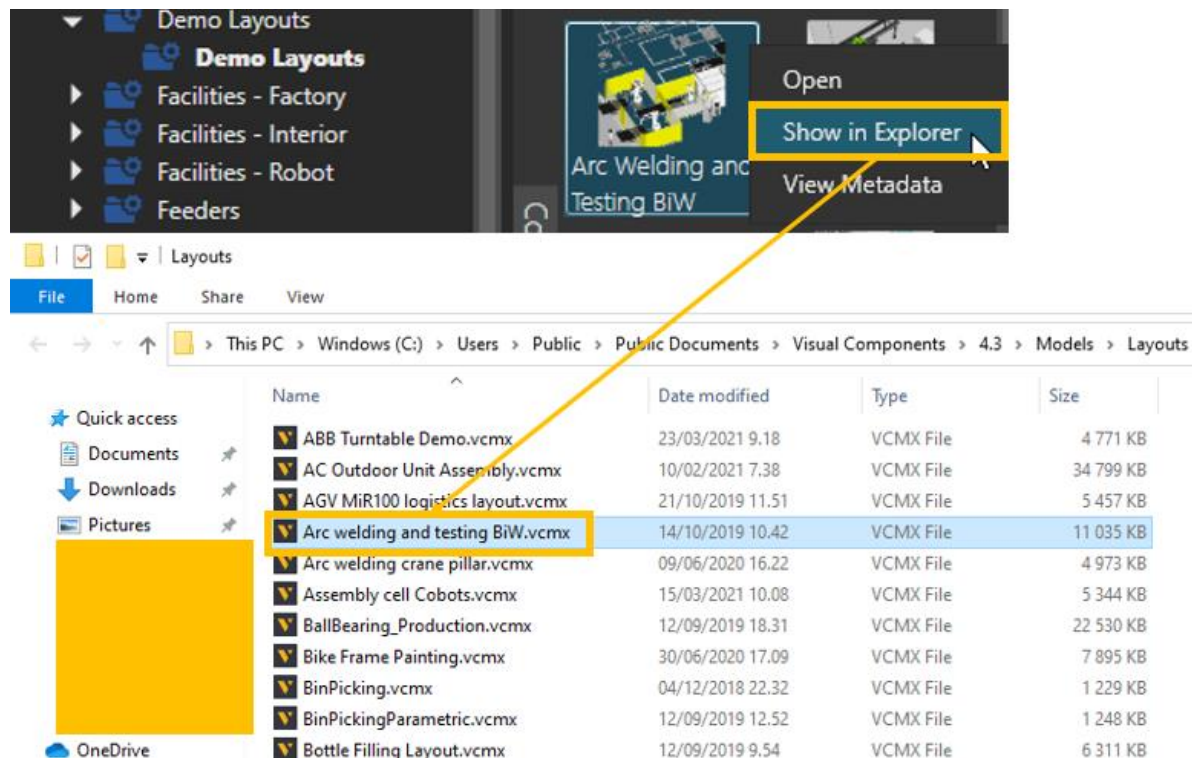 Demo Layouts
Demo Layouts
Facilities - Factory
Facilities - Interior
Facilities - Robot
Feeders
Arc Welding and
Testing BiW
Open
Show in Explorer
View Metadata
Layouts
File Home Share View
This PC > Windows (C:) > Users > Public > Public Documents > Visual Components > 4.3 > Models > Layouts
Name Date modified Type Size
Quick access
Documents
Downloads
Pictures
OneDrive
ABB Turntable Demo.vcmx 23/03/2021 9.18 VCMX File 4 771 KB
AC Outdoor Unit Assembly.vcmx 10/02/2021 7.38 VCMX File 34 799 KB
AGV MiR100 logistics layout.vcmx 21/10/2019 11.51 VCMX File 5 457 KB
Arc welding and testing BiW.vcmx 14/10/2019 10.42 VCMX File 11 035 KB
Arc welding crane pillar.vcmx 09/06/2020 16.22 VCMX File 4 973 KB
Assembly cell Cobots.vcmx 15/03/2021 10.08 VCMX File 5 344 KB
BallBearing_Production.vcmx 12/09/2019 18.31 VCMX File 22 530 KB
Bike Frame Painting.vcmx 30/06/2020 17.09 VCMX File 7 895 KB
BinPicking.vcmx 04/12/2018 22.32 VCMX File 1 229 KB
BinPickingParametric.vcmx 12/09/2019 12.52 VCMX File 1 248 KB
Bottle Filling Layout.vcmx 12/09/2019 9.54 VCMX File 6 311 KB